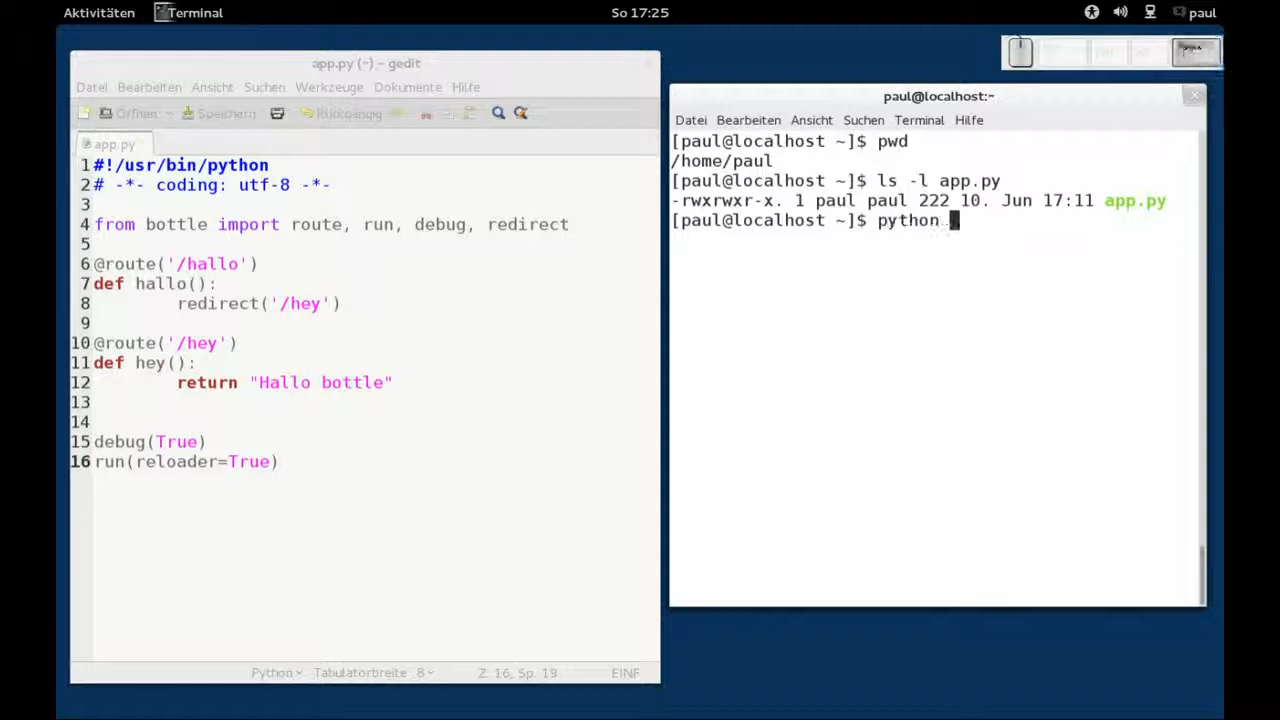 Aktivitäten Terminal So 17:25 paul
app.py (~) – gedit
Datei Bearbeiten Ansicht Suchen Werkzeuge Dokumente Hilfe
Öffnen Speichern Rückgängig
app.py
1 #!/usr/bin/python
2 # -*- coding: utf-8 -*-
3
4 from bottle import route, run, debug, redirect
5
6 @route('/hallo')
7 def hallo():
8 redirect('/hey')
9
10 @route('/hey')
11 def hey():
12 return "Hallo bottle"
13
14
15 debug(True)
16 run(reloader=True)
Python Tabulatorbreite: 8 Z. 16, Sp. 19 EINF
paul@localhost:~
Datei Bearbeiten Ansicht Suchen Terminal Hilfe
[paul@localhost ~]$ pwd
/home/paul
[paul@localhost ~]$ ls -l app.py
-rwxrwxr-x. 1 paul paul 222 10. Jun 17:11 app.py
[paul@localhost ~]$ python